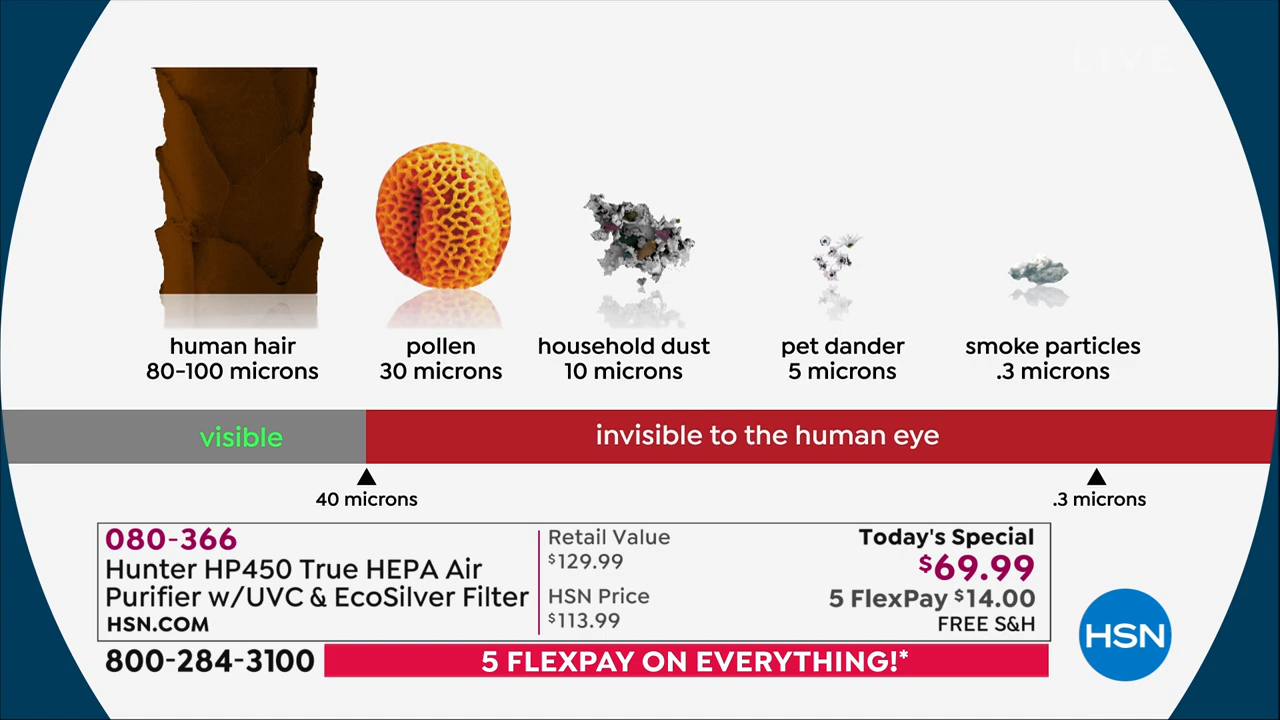 LIVE
human hair
80-100 microns
pollen
30 microns
household dust
10 microns
pet dander
5 microns
smoke particles
.3 microns
visible
invisible to the human eye
40 microns
.3 microns
080-366
Hunter HP450 True HEPA Air
Purifier w/UVC & EcoSilver Filter
HSN.COM
Retail Value
$129.99
HSN Price
$113.99
Today's Special
$69.99
5 FlexPay $14.00
FREE S&H
HSN
800-284-3100
5 FLEXPAY ON EVERYTHING!*